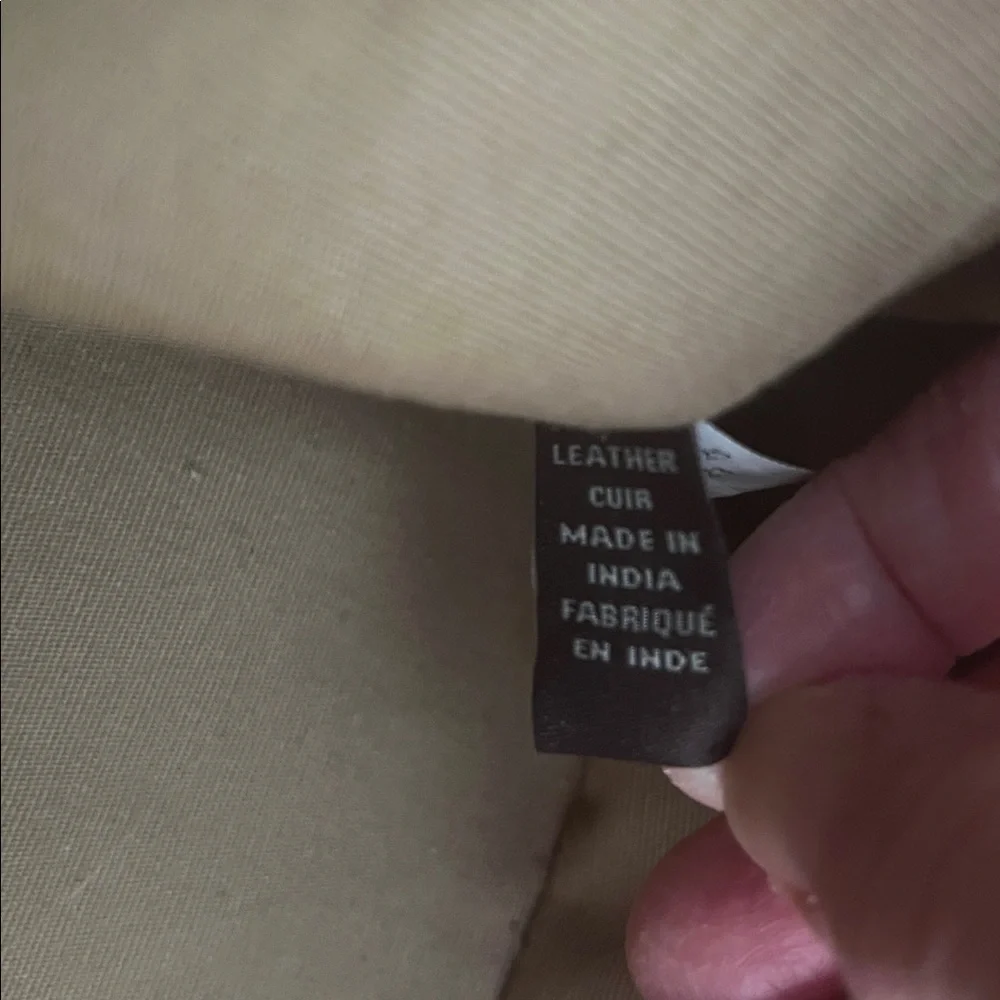 LEATHER
CUIR
MADE IN
INDIA
FABRIQUÉ
EN INDE